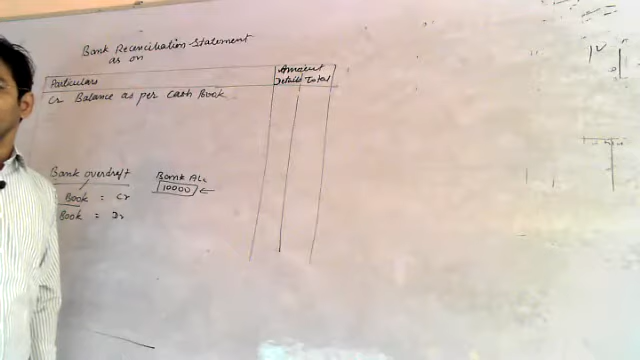 Bank Reconciliation Statement
as on
Particulars
Amount
Details Total
Cr Balance as per Cash Book
Bank overdraft
Bank A/c
10000
Book = Cr
Book = Dr